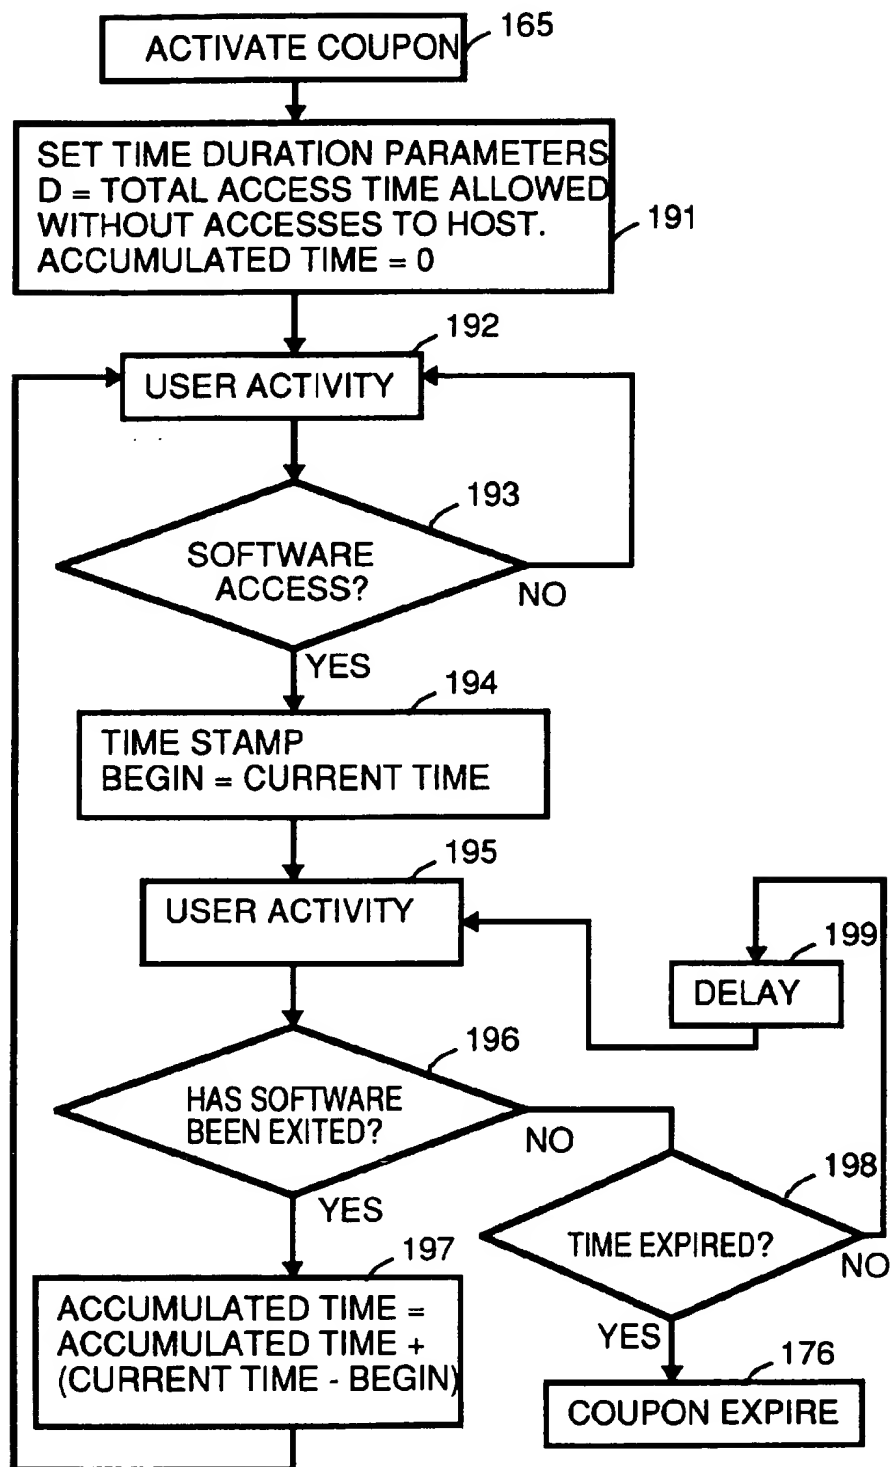 165
ACTIVATE COUPON
SET TIME DURATION PARAMETERS
D = TOTAL ACCESS TIME ALLOWED
WITHOUT ACCESSES TO HOST.
ACCUMULATED TIME = 0
191
192
USER ACTIVITY
193
SOFTWARE
ACCESS?
NO
YES
194
TIME STAMP
BEGIN = CURRENT TIME
195
USER ACTIVITY
199
DELAY
196
HAS SOFTWARE
BEEN EXITED?
NO
YES
198
TIME EXPIRED?
NO
YES
197
ACCUMULATED TIME =
ACCUMULATED TIME +
(CURRENT TIME - BEGIN)
176
COUPON EXPIRE